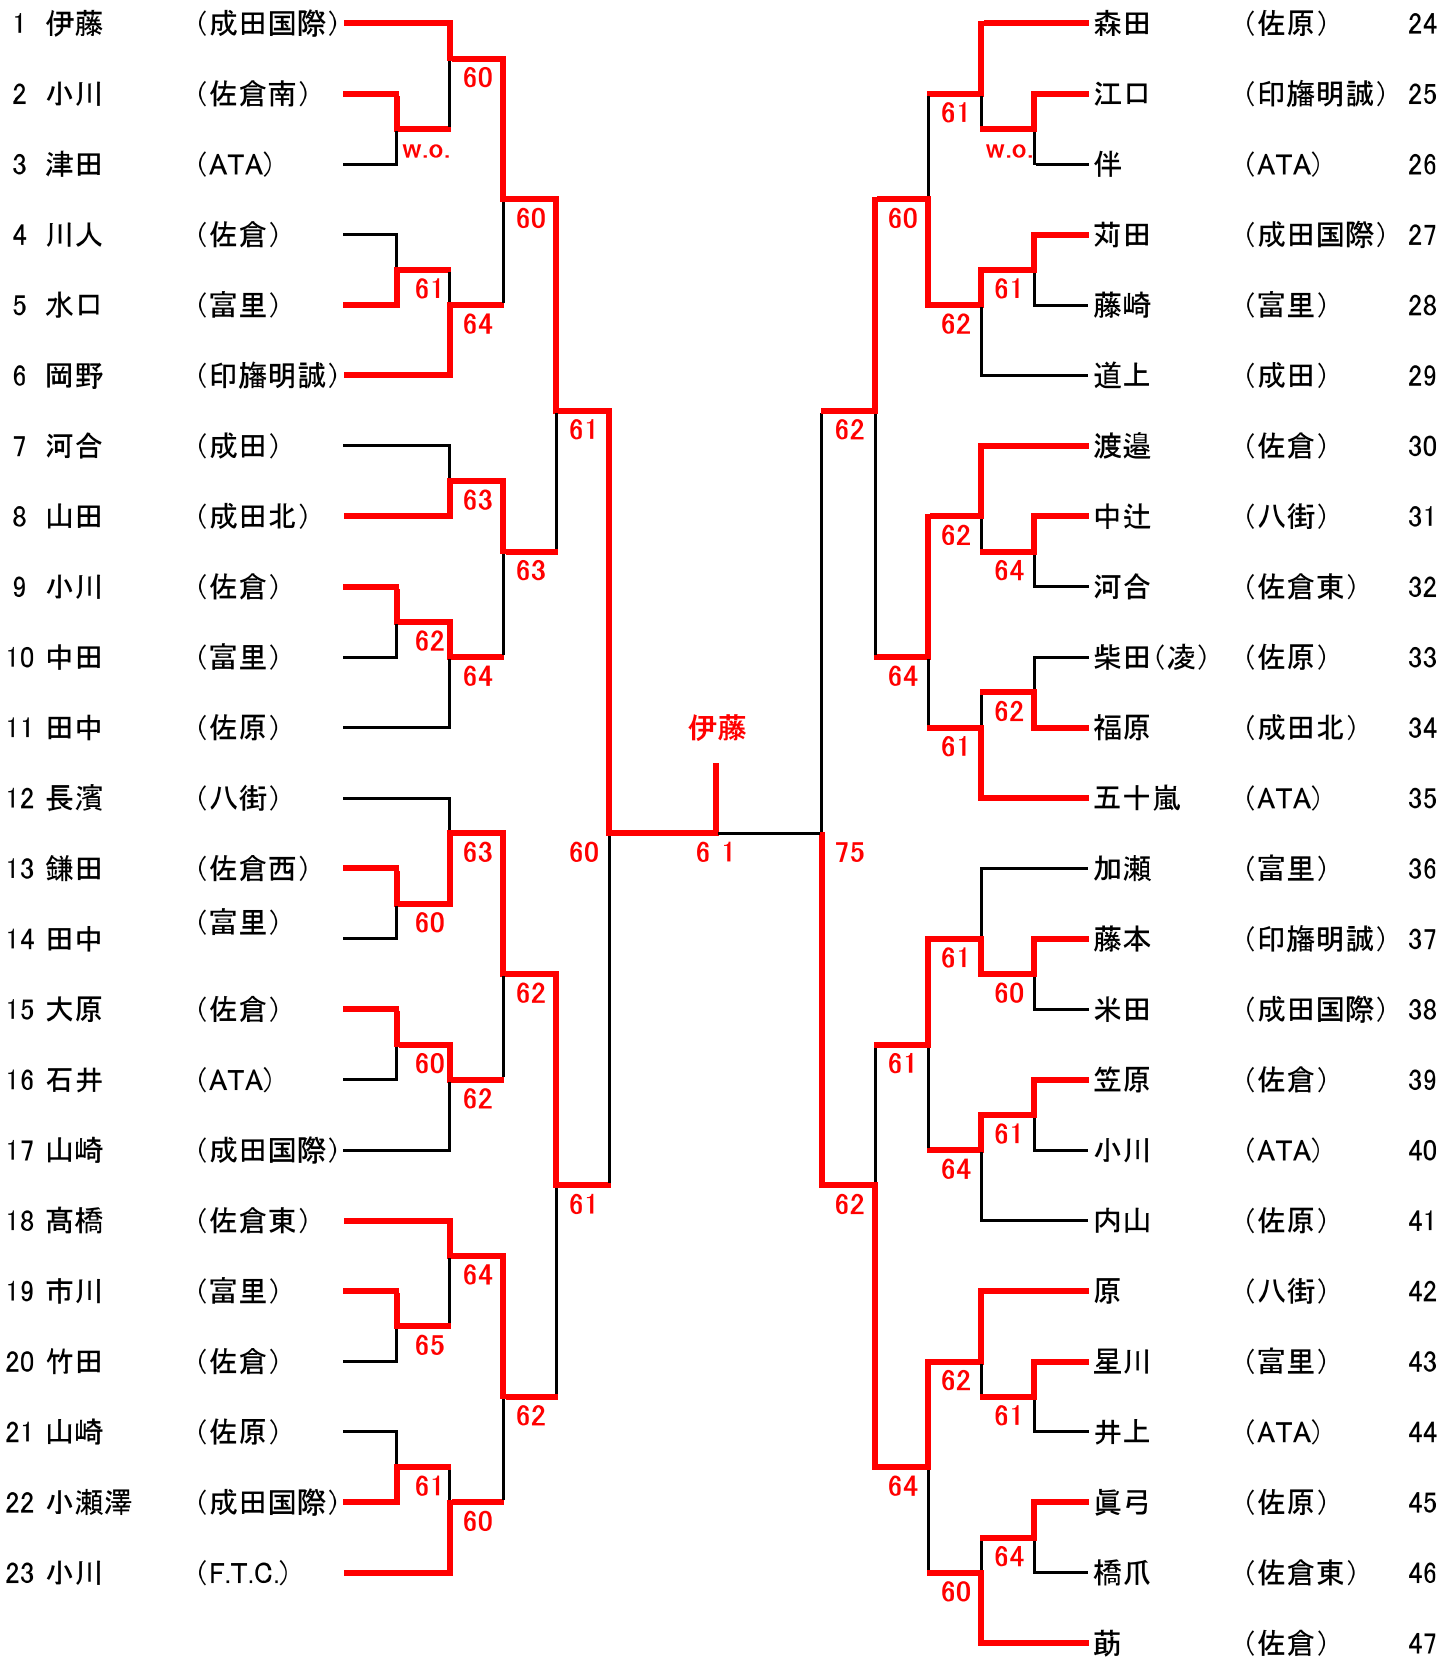 1 伊藤 (成田国際)
2 小川 (佐倉南)
3 津田 (ATA)
4 川人 (佐倉)
5 水口 (富里)
6 岡野 (印旛明誠)
7 河合 (成田)
8 山田 (成田北)
9 小川 (佐倉)
10 中田 (富里)
11 田中 (佐原)
12 長濱 (八街)
13 鎌田 (佐倉西)
14 田中 (富里)
15 大原 (佐倉)
16 石井 (ATA)
17 山崎 (成田国際)
18 髙橋 (佐倉東)
19 市川 (富里)
20 竹田 (佐倉)
21 山崎 (佐原)
22 小瀬澤 (成田国際)
23 小川 (F.T.C.)
60
w.o.
60
61
64
61
63
63
62
64
63
60
60
62
60
62
61
64
65
62
61
60
伊藤
6 1
森田 (佐原) 24
江口 (印旛明誠) 25
伴 (ATA) 26
苅田 (成田国際) 27
藤崎 (富里) 28
道上 (成田) 29
渡邉 (佐倉) 30
中辻 (八街) 31
河合 (佐倉東) 32
柴田(凌) (佐原) 33
福原 (成田北) 34
五十嵐 (ATA) 35
加瀬 (富里) 36
藤本 (印旛明誠) 37
米田 (成田国際) 38
笠原 (佐倉) 39
小川 (ATA) 40
内山 (佐原) 41
原 (八街) 42
星川 (富里) 43
井上 (ATA) 44
眞弓 (佐原) 45
橋爪 (佐倉東) 46
莇 (佐倉) 47
61
w.o.
60
61
62
62
62
64
64
62
61
75
61
60
61
61
64
62
62
61
64
64
60